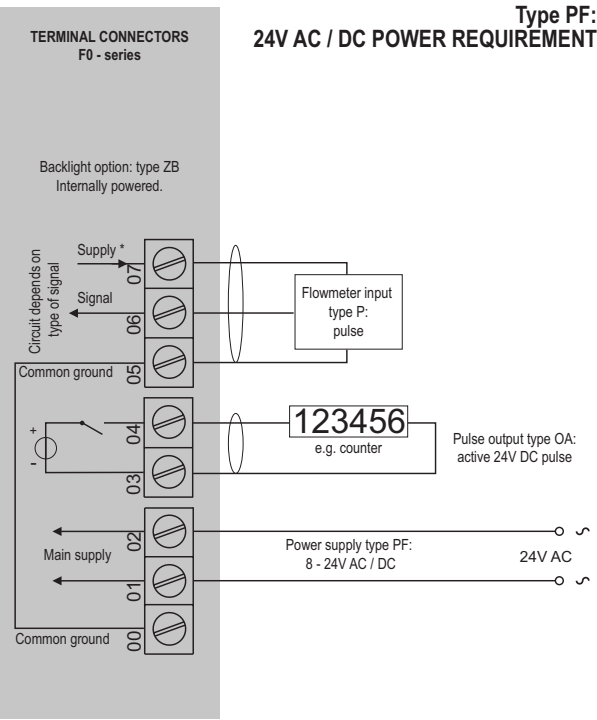 Type PF:
24V AC / DC POWER REQUIREMENT
TERMINAL CONNECTORS
F0 - series
Backlight option: type ZB
Internally powered.
Circuit depends on
type of signal
Supply *
07
Signal
06
Common ground
05
Flowmeter input
type P:
pulse
+
-
04
03
123456
e.g. counter
Pulse output type OA:
active 24V DC pulse
02
Main supply
01
Power supply type PF:
8 - 24V AC / DC
24V AC
Common ground
00